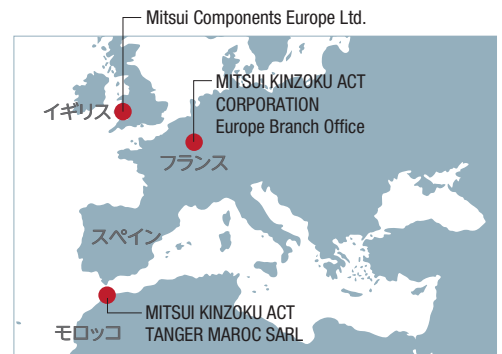 Mitsui Components Europe Ltd.
MITSUI KINZOKU ACT
CORPORATION
Europe Branch Office
イギリス
フランス
スペイン
MITSUI KINZOKU ACT
TANGER MAROC SARL
モロッコ